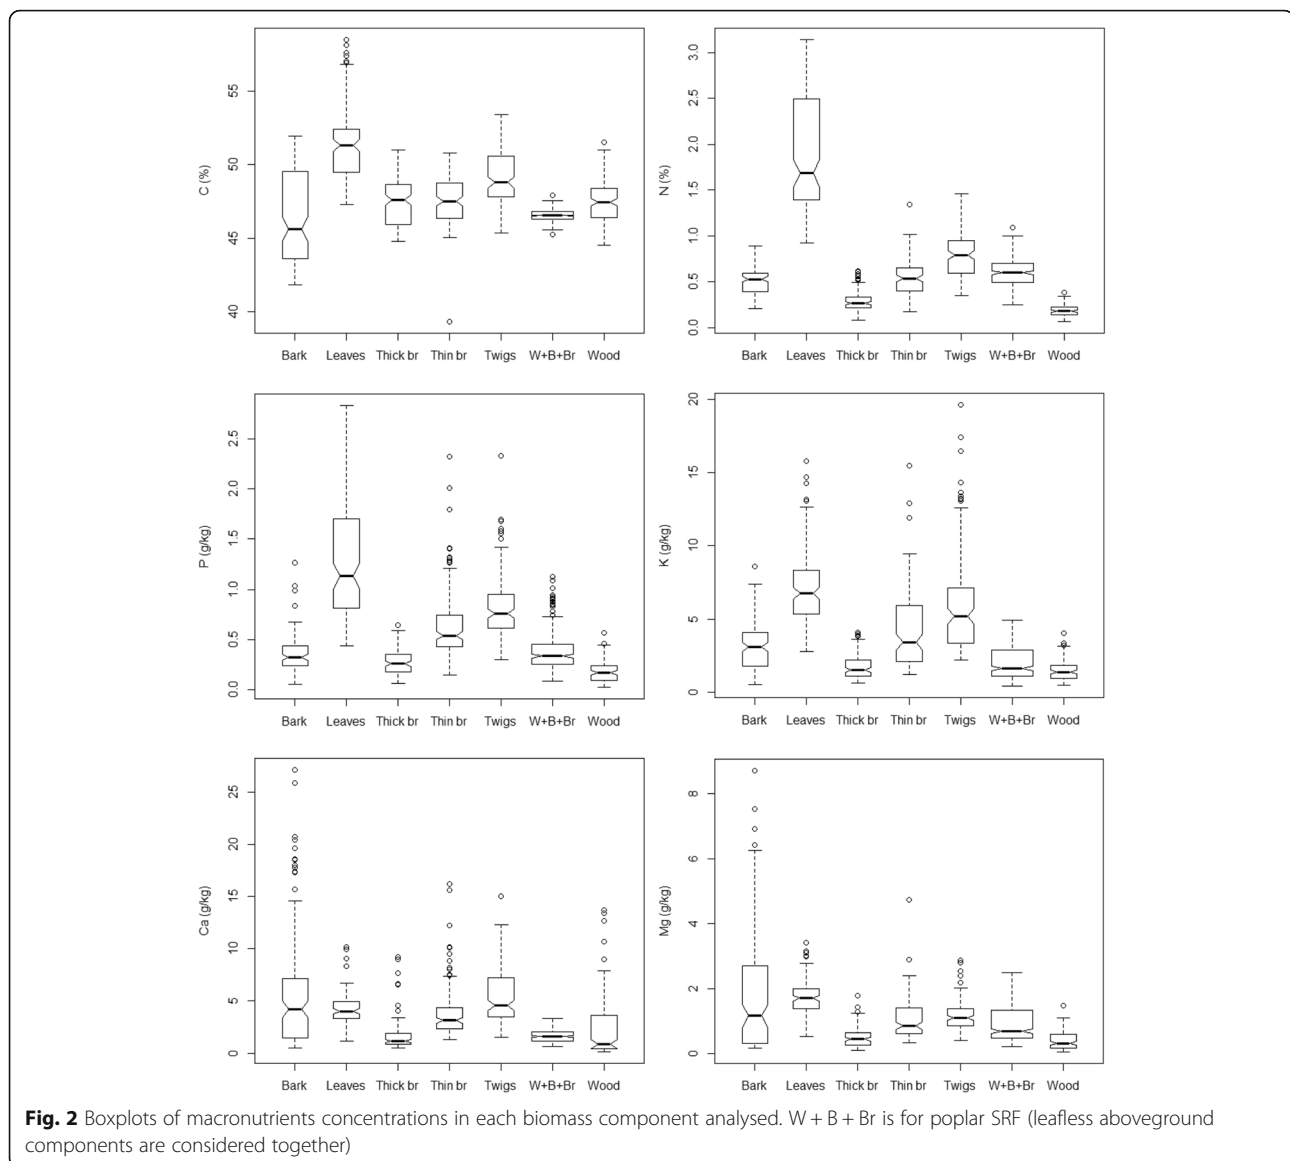 C (%)
55
50
45
40
Bark Leaves Thick br Thin br Twigs W+B+Br Wood
N (%)
3.0
2.5
2.0
1.5
1.0
0.5
0.0
Bark Leaves Thick br Thin br Twigs W+B+Br Wood
P (g/kg)
2.5
2.0
1.5
1.0
0.5
0.0
Bark Leaves Thick br Thin br Twigs W+B+Br Wood
K (g/kg)
20
15
10
5
0
Bark Leaves Thick br Thin br Twigs W+B+Br Wood
Ca (g/kg)
25
20
15
10
5
0
Bark Leaves Thick br Thin br Twigs W+B+Br Wood
Mg (g/kg)
8
6
4
2
0
Bark Leaves Thick br Thin br Twigs W+B+Br Wood
Fig. 2 Boxplots of macronutrients concentrations in each biomass component analysed. W + B + Br is for poplar SRF (leafless aboveground
components are considered together)